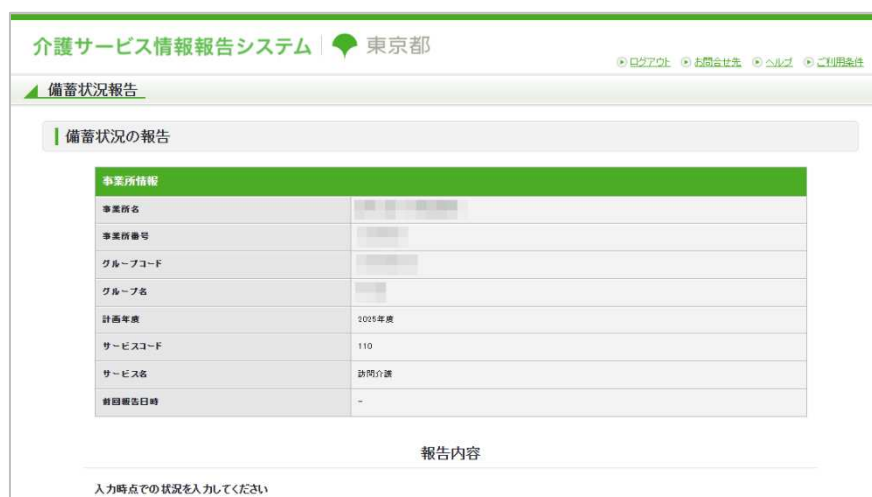 介護サービス情報報告システム 東京都
ログアウト お問合せ先 ヘルプ ご利用条件
備蓄状況報告
備蓄状況の報告
事業所情報
事業所名
事業所番号
グループコード
グループ名
計画年度 2025年度
サービスコード 110
サービス名 訪問介護
前回報告日時 -
報告内容
入力時点での状況を入力してください